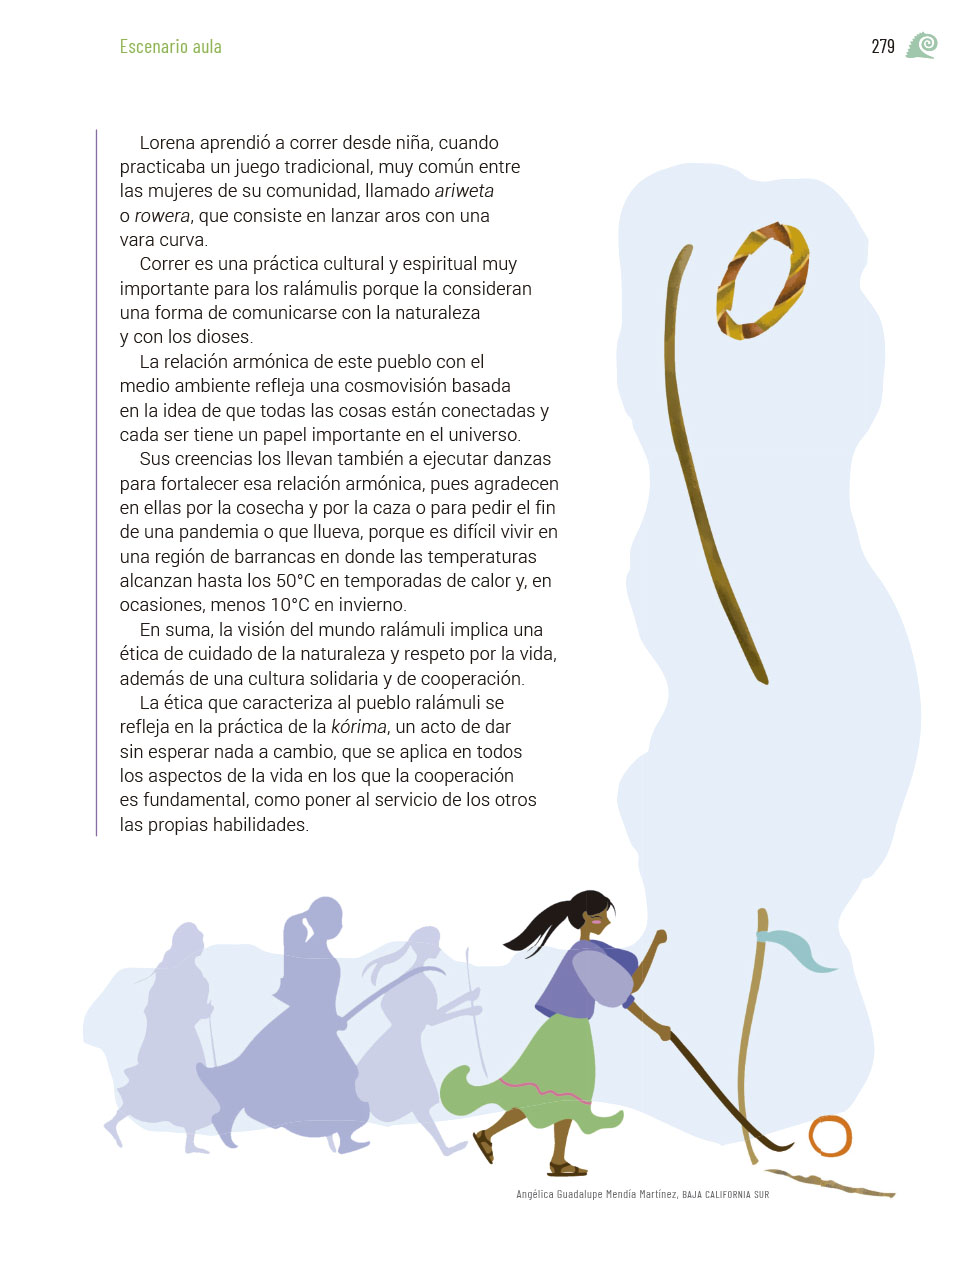 Escenario aula
279
Lorena aprendió a correr desde niña, cuando
practicaba un juego tradicional, muy común entre
las mujeres de su comunidad, llamado ariweta
o rowera, que consiste en lanzar aros con una
vara curva.
Correr es una práctica cultural y espiritual muy
importante para los ralámulis porque la consideran
una forma de comunicarse con la naturaleza
y con los dioses.
La relación armónica de este pueblo con el
medio ambiente refleja una cosmovisión basada
en la idea de que todas las cosas están conectadas y
cada ser tiene un papel importante en el universo.
Sus creencias los llevan también a ejecutar danzas
para fortalecer esa relación armónica, pues agradecen
en ellas por la cosecha y por la caza o para pedir el fin
de una pandemia o que llueva, porque es difícil vivir en
una región de barrancas en donde las temperaturas
alcanzan hasta los 50°C en temporadas de calor y, en
ocasiones, menos 10°C en invierno.
En suma, la visión del mundo ralámuli implica una
ética de cuidado de la naturaleza y respeto por la vida,
además de una cultura solidaria y de cooperación.
La ética que caracteriza al pueblo ralámuli se
refleja en la práctica de la kórima, un acto de dar
sin esperar nada a cambio, que se aplica en todos
los aspectos de la vida en los que la cooperación
es fundamental, como poner al servicio de los otros
las propias habilidades.
Angélica Guadalupe Mendía Martínez, BAJA CALIFORNIA SUR